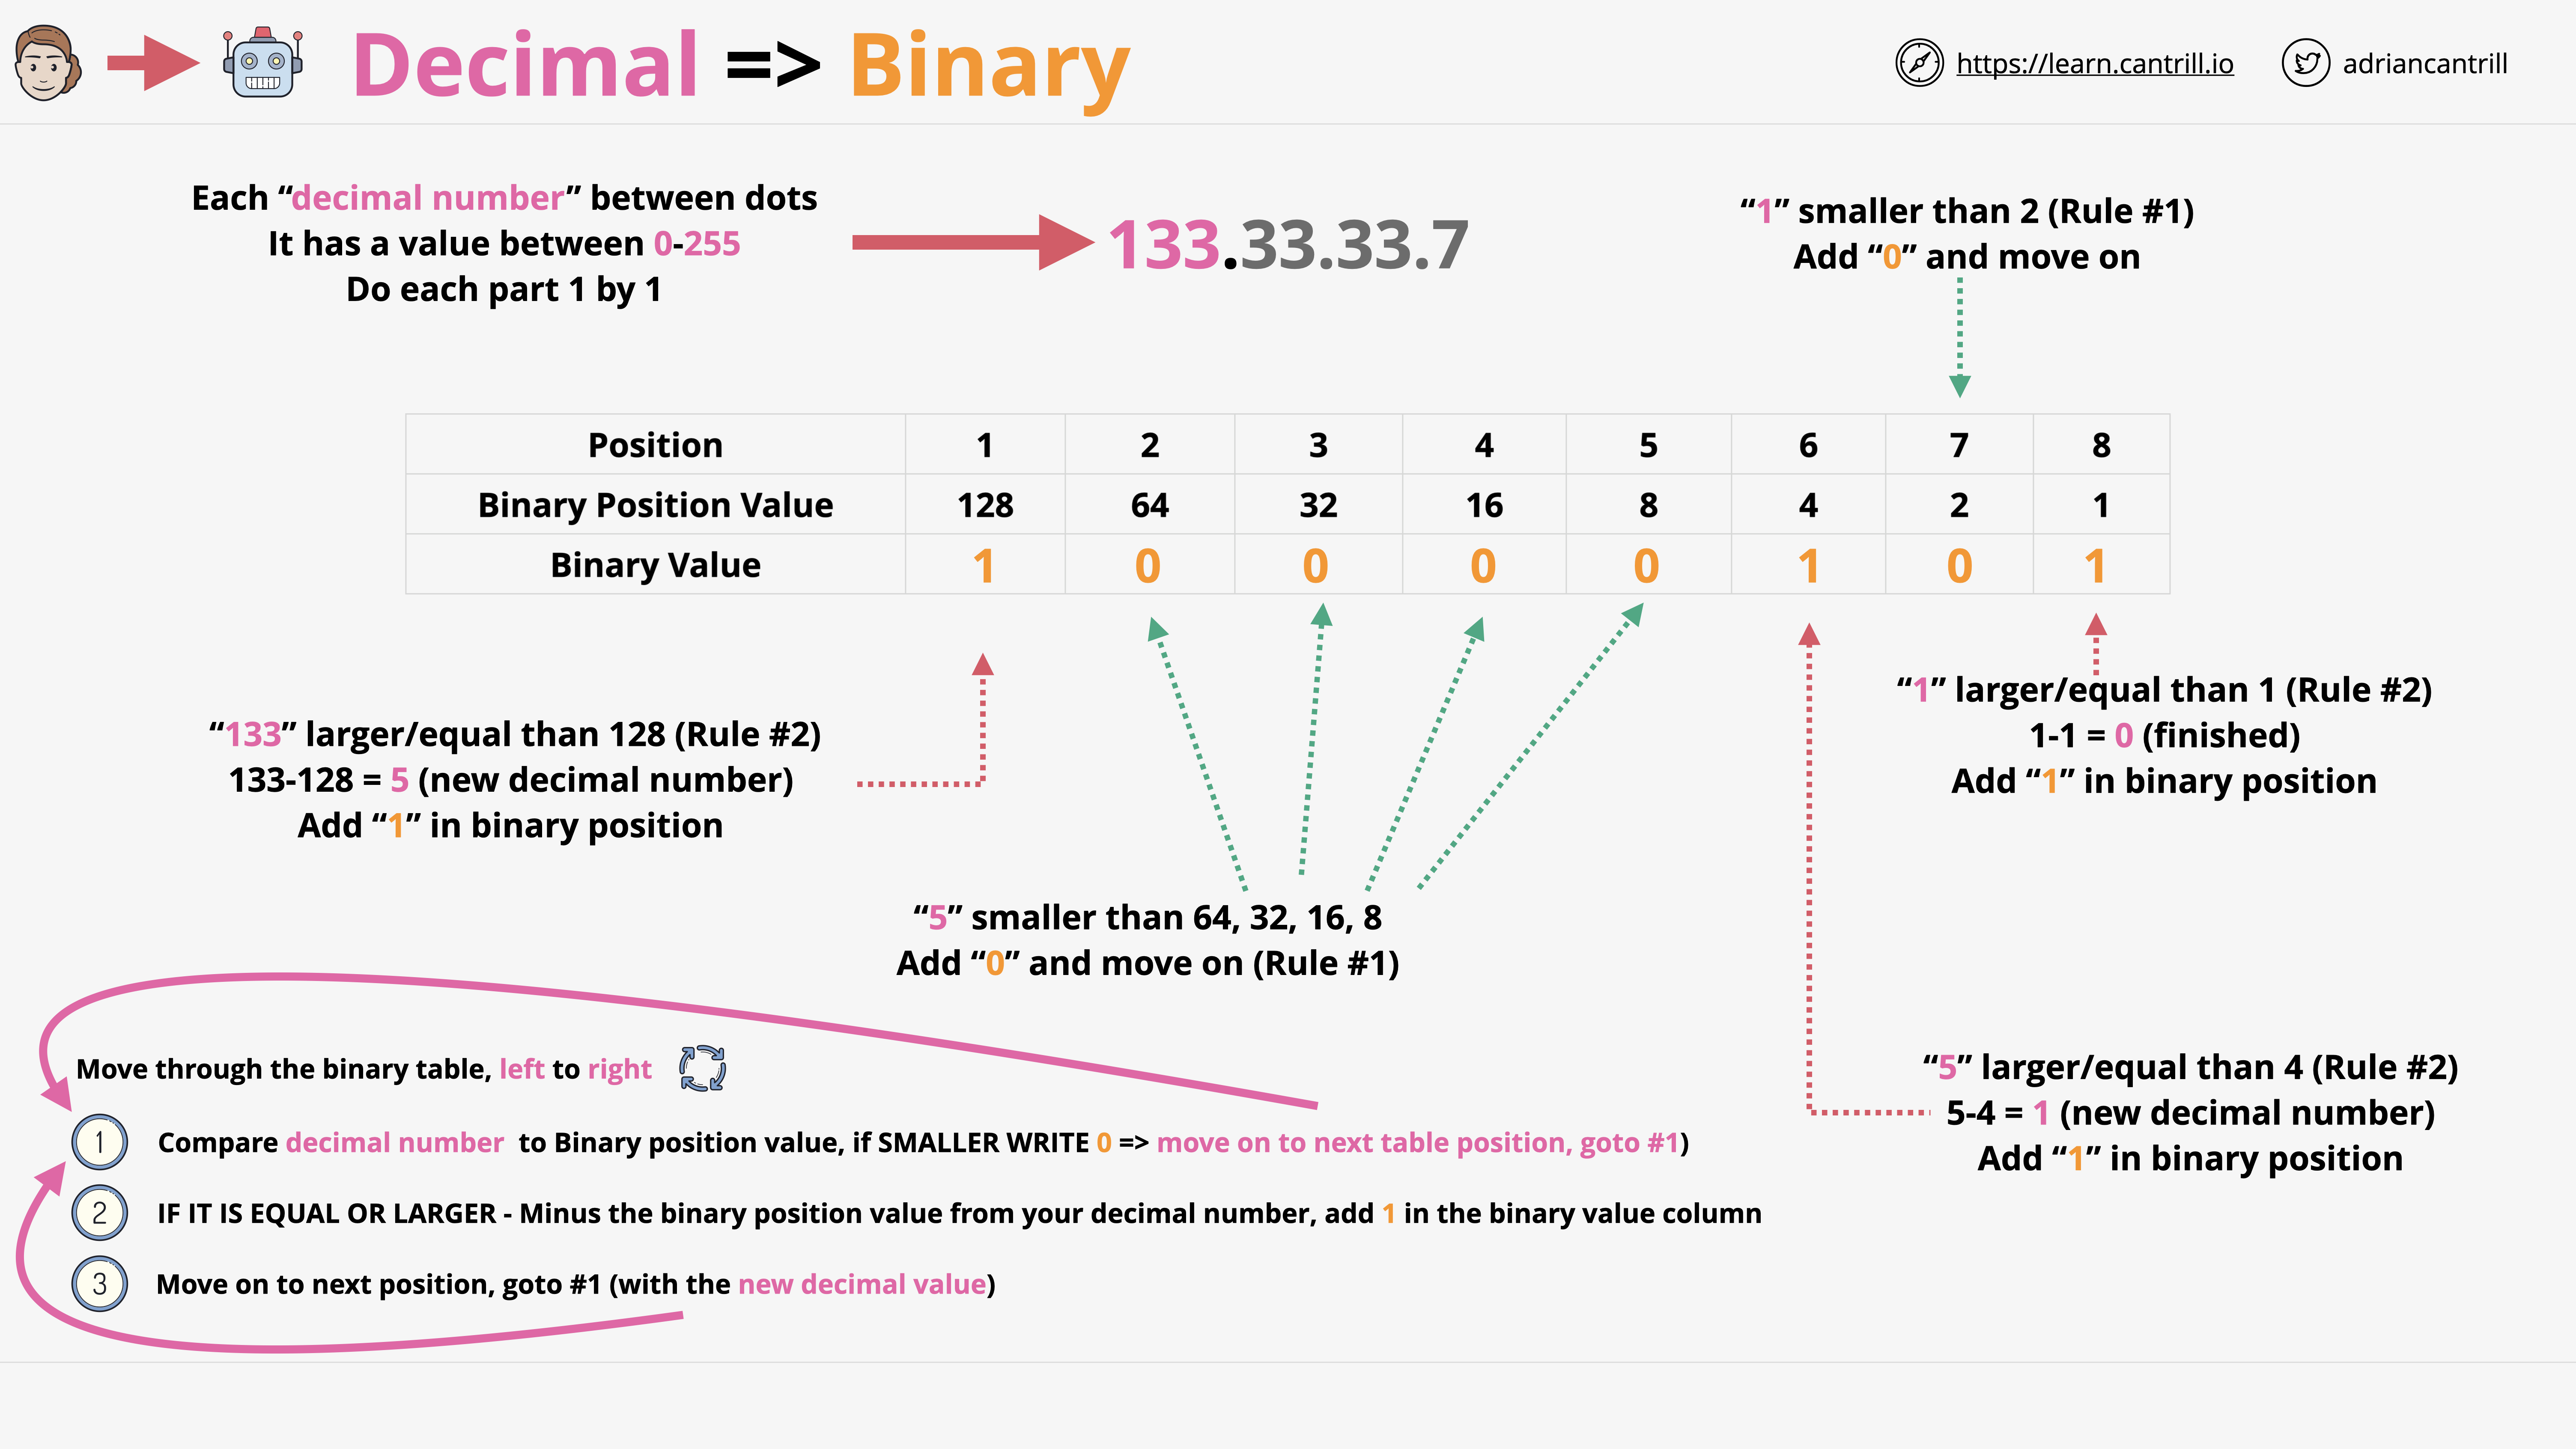 Decimal => Binary
https://learn.cantrill.io
adriancantrill
Each “decimal number” between dots
It has a value between 0-255
Do each part 1 by 1
133.33.33.7
“1” smaller than 2 (Rule #1)
Add “0” and move on
Position 1 2 3 4 5 6 7 8
Binary Position Value 128 64 32 16 8 4 2 1
Binary Value 1 0 0 0 0 1 0 1
“133” larger/equal than 128 (Rule #2)
133-128 = 5 (new decimal number)
Add “1” in binary position
“1” larger/equal than 1 (Rule #2)
1-1 = 0 (finished)
Add “1” in binary position
“5” smaller than 64, 32, 16, 8
Add “0” and move on (Rule #1)
“5” larger/equal than 4 (Rule #2)
5-4 = 1 (new decimal number)
Add “1” in binary position
Move through the binary table, left to right
1 Compare decimal number to Binary position value, if SMALLER WRITE 0 => move on to next table position, goto #1)
2 IF IT IS EQUAL OR LARGER - Minus the binary position value from your decimal number, add 1 in the binary value column
3 Move on to next position, goto #1 (with the new decimal value)